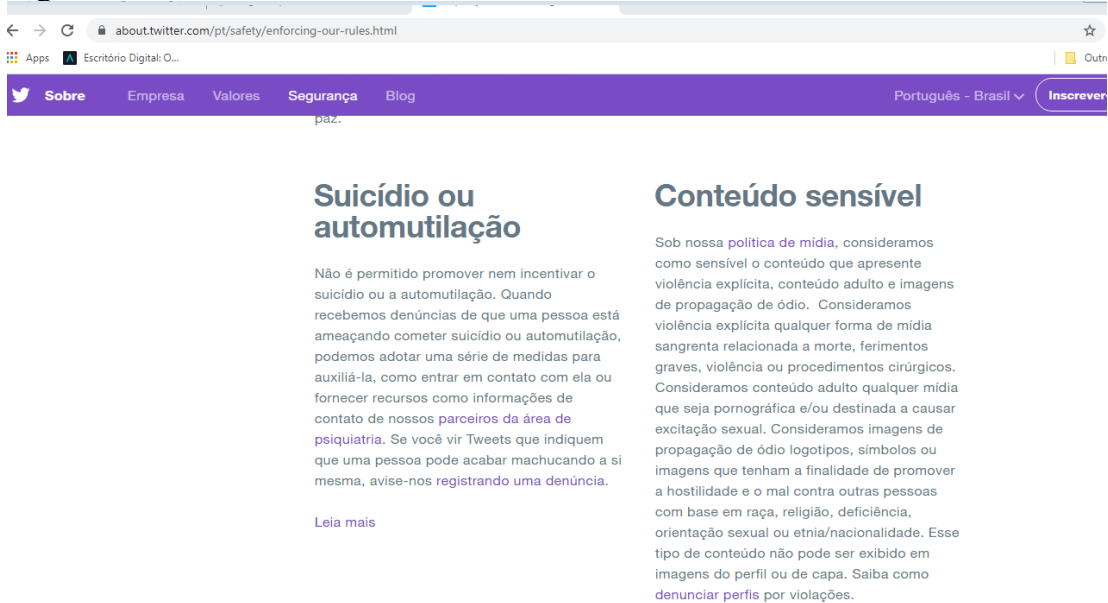 about.twitter.com/pt/safety/enforcing-our-rules.html
Apps Escritório Digital: O... Outro
Sobre Empresa Valores Segurança Blog Português - Brasil Inscrever
paz.
Suicídio ou
automutilação
Não é permitido promover nem incentivar o
suicídio ou a automutilação. Quando
recebemos denúncias de que uma pessoa está
ameaçando cometer suicídio ou automutilação,
podemos adotar uma série de medidas para
auxiliá-la, como entrar em contato com ela ou
fornecer recursos como informações de
contato de nossos parceiros da área de
psiquiatria. Se você vir Tweets que indiquem
que uma pessoa pode acabar machucando a si
mesma, avise-nos registrando uma denúncia.
Leia mais
Conteúdo sensível
Sob nossa política de mídia, consideramos
como sensível o conteúdo que apresente
violência explícita, conteúdo adulto e imagens
de propagação de ódio. Consideramos
violência explícita qualquer forma de mídia
sangrenta relacionada a morte, ferimentos
graves, violência ou procedimentos cirúrgicos.
Consideramos conteúdo adulto qualquer mídia
que seja pornográfica e/ou destinada a causar
excitação sexual. Consideramos imagens de
propagação de ódio logotipos, símbolos ou
imagens que tenham a finalidade de promover
a hostilidade e o mal contra outras pessoas
com base em raça, religião, deficiência,
orientação sexual ou etnia/nacionalidade. Esse
tipo de conteúdo não pode ser exibido em
imagens do perfil ou de capa. Saiba como
denunciar perfis por violações.